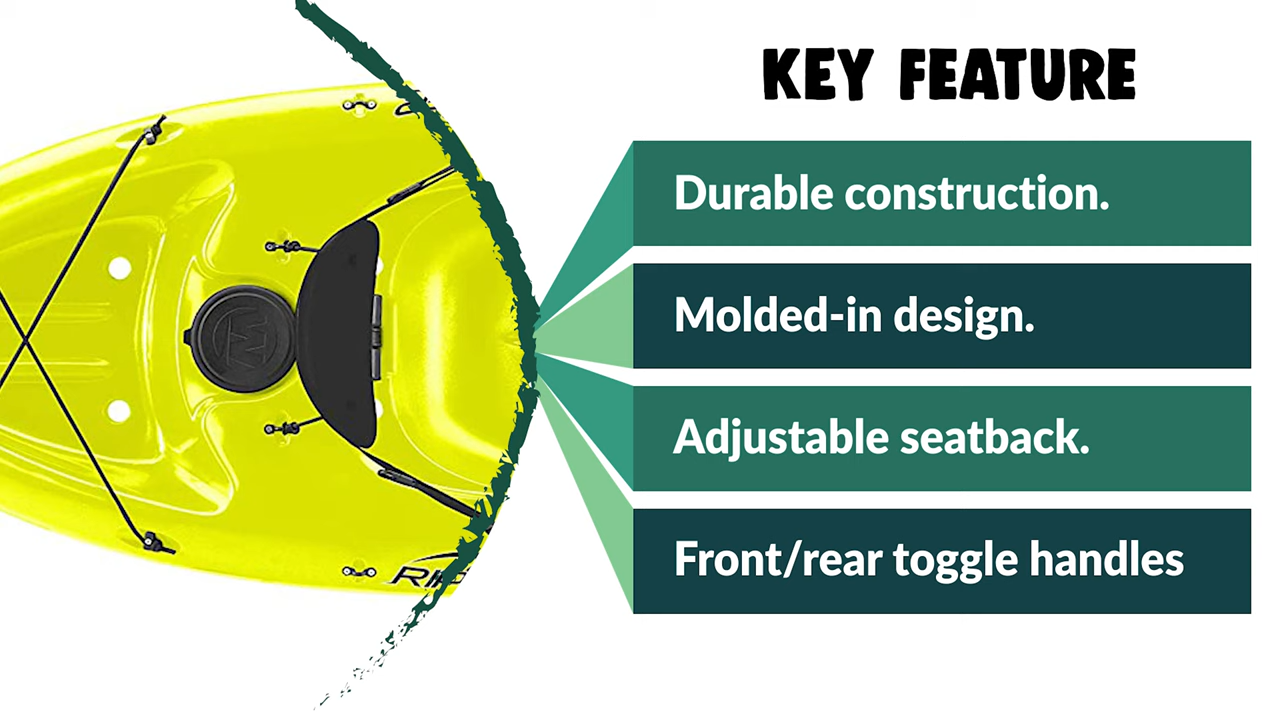 KEY FEATURE
Durable construction.
Molded-in design.
Adjustable seatback.
Front/rear toggle handles